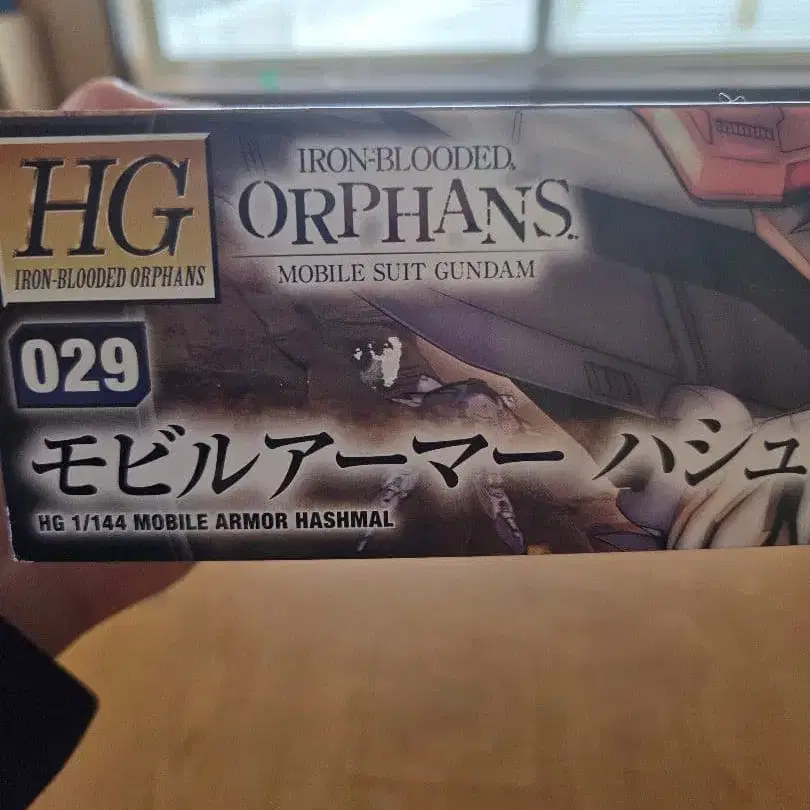 HG
IRON-BLOODED ORPHANS
IRON-BLOODED
ORPHANS
MOBILE SUIT GUNDAM
029
モビルアーマー ハシュ
HG 1/144 MOBILE ARMOR HASHMAL